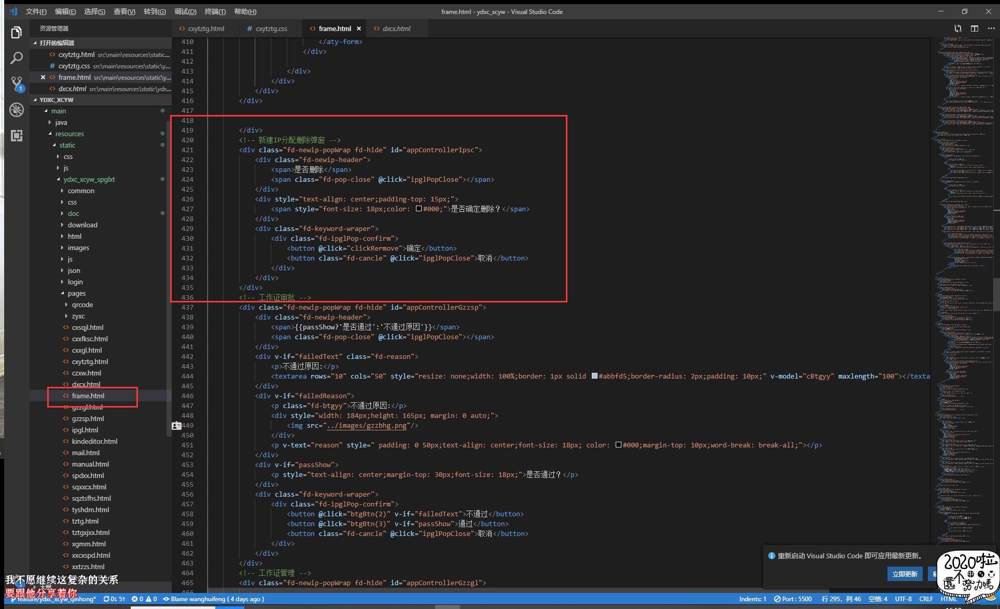 文件(F) 编辑(E) 选择(S) 查看(V) 转到(G) 调试(D) 终端(T) 帮助(H)
frame.html - ydxc_xcyw - Visual Studio Code
资源管理器
打开的编辑器
cxytztg.html src\main\resources\static...
cxytztg.css src\main\resources\static\y...
frame.html src\main\resources\static\y...
dxcx.html src\main\resources\static\ydx...
1
YDXC_XCYW
main
java
resources
static
css
js
ydxc_xcyw_spglxt
common
css
doc
download
html
images
js
json
login
pages
qrcode
zyxc
cxsqjl.html
cxxfksc.html
cxxgl.html
cxytztg.html
czxw.html
dxcx.html
frame.html
gzzgl.html
gzzsp.html
ipgl.html
kindeditor.html
mail.html
manual.html
spdxx.html
sqxxcx.html
sqztsfhs.html
tyshdm.html
tztg.html
tztgxjxx.html
xgmm.html
xxcxspd.html
xxtzzs.html
cxytztg.html cxytztg.css frame.html dxcx.html
410 </aty-form>
411 </div>
412
413 </div>
414 </div>
415 </div>
416 </div>
417
418
419 </div>
420 <!-- 新建IP分配删除弹窗 -->
421 <div class="fd-newip-popWrap fd-hide" id="appControllerIpsc">
422 <div class="fd-newip-header">
423 <span>是否删除</span>
424 <span class="fd-pop-close" @click="ipglPopClose"></span>
425 </div>
426 <div style="text-align: center;padding-top: 15px;">
427 <span style="font-size: 18px;color: #000;">是否确定删除？</span>
428 </div>
429 <div class="fd-keyword-wraper">
430 <div class="fd-ipglPop-confirm">
431 <button @click="clickRermove">确定</button>
432 <button class="fd-cancle" @click="ipglPopClose">取消</button>
433 </div>
434 </div>
435 </div>
436 <!-- 工作证审批 -->
437 <div class="fd-newip-popWrap fd-hide" id="appControllerGzzsp">
438 <div class="fd-newip-header">
439 <span>{{passShow?'是否通过':'不通过原因'}}</span>
440 <span class="fd-pop-close" @click="ipglPopClose"></span>
441 </div>
442 <div v-if="failedText" class="fd-reason">
443 <p>不通过原因:</p>
444 <textarea rows="10" cols="50" style="resize: none;width: 100%;border: 1px solid #abbfd5;border-radius: 2px;padding: 10px;" v-model="cBtgyy" maxlength="100"></texta
445 </div>
446 <div v-if="failedReason">
447 <p class="fd-btgyy">不通过原因:</p>
448 <div style="width: 184px;height: 165px; margin: 0 auto;">
449 <img src="../images/gzzbhg.png"/>
450 </div>
451 <p v-text="reason" style=" padding: 0 50px;text-align: center;font-size: 18px; color: #000;margin-top: 10px;word-break: break-all;"></p>
452 </div>
453 <div v-if="passShow">
454 <p style="text-align: center;margin-top: 30px;font-size: 18px;">是否通过？</p>
455 </div>
456 <div class="fd-keyword-wraper">
457 <div class="fd-ipglPop-confirm">
458 <button @click="btgBtn(2)" v-if="failedText">不通过</button>
459 <button @click="btgBtn(3)" v-if="passShow">通过</button>
460 <button class="fd-cancle" @click="ipglPopClose">取消</button>
461 </div>
462 </div>
463 </div>
464 <!-- 工作证管理 -->
465 <div class="fd-newip-popWrap fd-hide" id="appControllerGzzgl">
466
重新启动 Visual Studio Code 即可应用最新更新。
立即更新
2020啦
還不
努力嗎
中
我不愿继续这复杂的关系
要跟他分享着你
大纲
feature/ydxc_xcyw_qinhong* 0↓ 5↑ 0 0 Blame wanghuifeng ( 4 days ago ) Indents: 1 Port : 5500 行 295，列 46 空格: 4 UTF-8 CRLF HTML